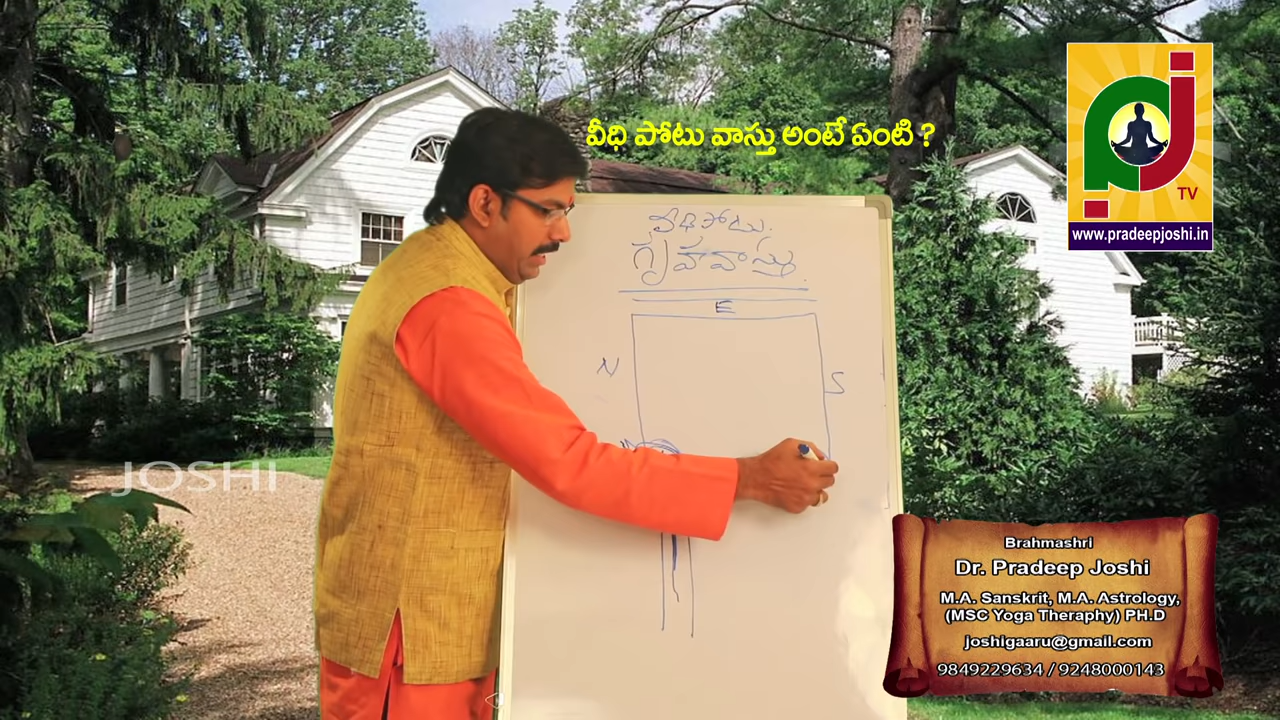 వీధి పోటు వాస్తు అంటే ఏంటి ?
TV
www.pradeepjoshi.in
వీధిపోటు.
గృహవాస్తు
E
N
S
JOSHI
Brahmashri
Dr. Pradeep Joshi
M.A. Sanskrit, M.A. Astrology,
(MSC Yoga Theraphy) PH.D
joshigaaru@gmail.com
9849229634 / 9248000143